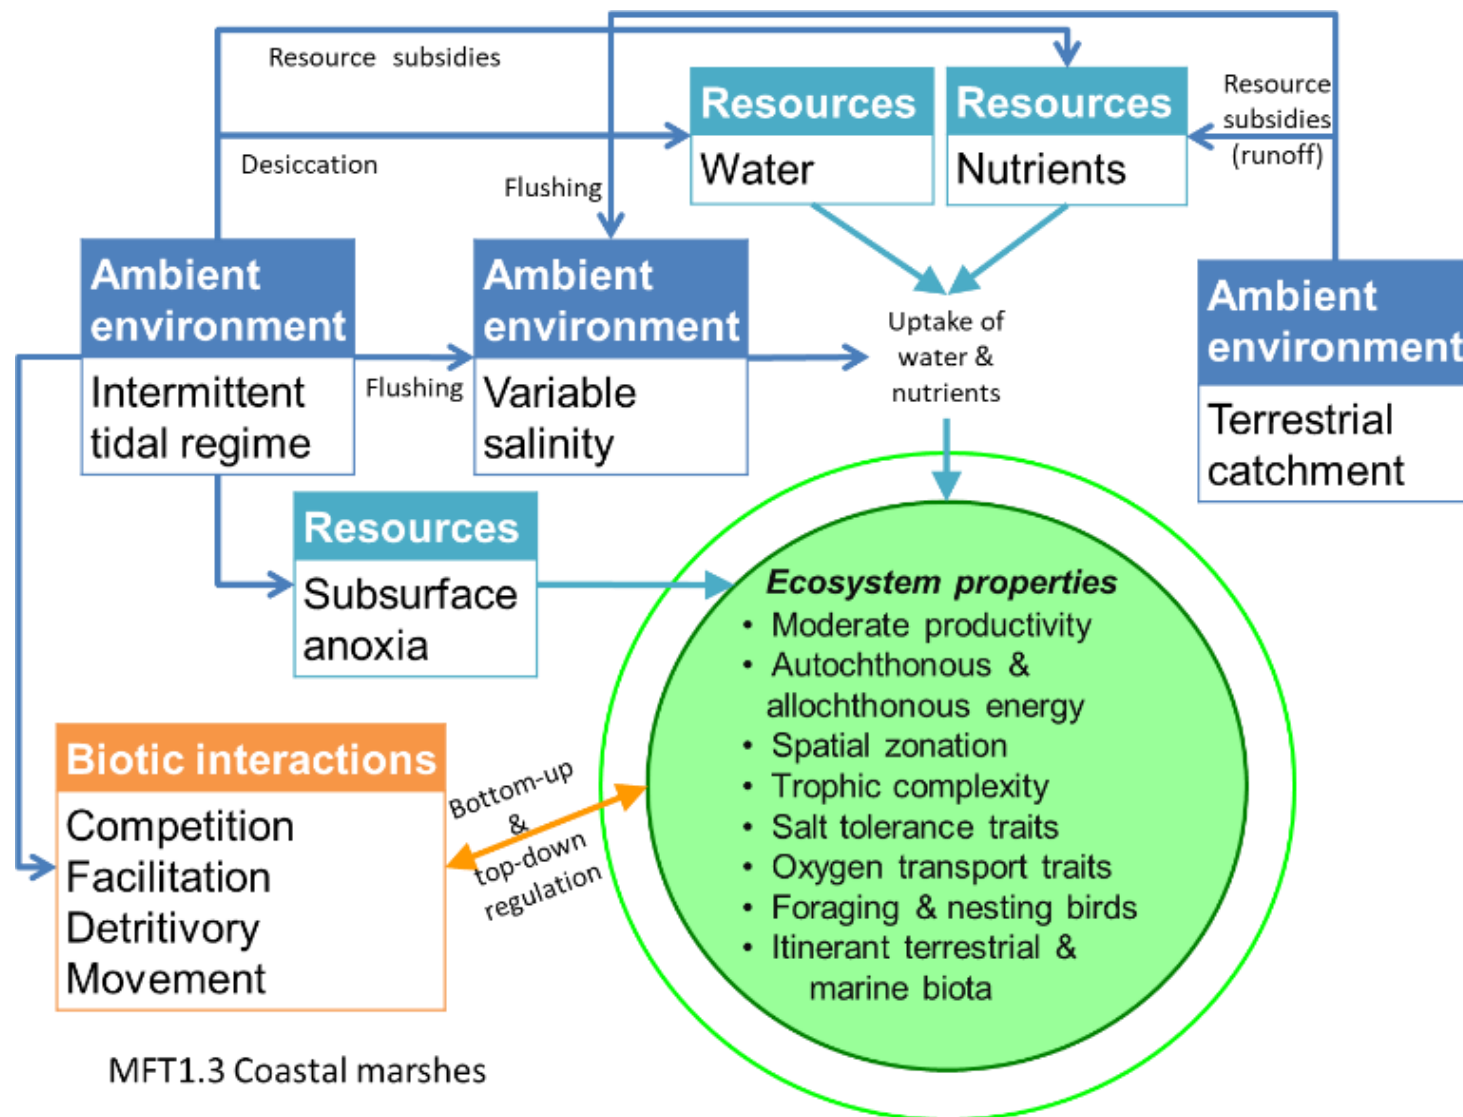 Resource subsidies
Desiccation
Flushing
Resources
Water
Resources
Nutrients
Resource
subsidies
(runoff)
Ambient
environment
Intermittent
tidal regime
Flushing
Ambient
environment
Variable
salinity
Uptake of
water &
nutrients
Ambient
environment
Terrestrial
catchment
Resources
Subsurface
anoxia
Biotic interactions
Competition
Facilitation
Detritivory
Movement
Bottom-up
&
top-down
regulation
Ecosystem properties
• Moderate productivity
• Autochthonous &
allochthonous energy
• Spatial zonation
• Trophic complexity
• Salt tolerance traits
• Oxygen transport traits
• Foraging & nesting birds
• Itinerant terrestrial &
marine biota
MFT1.3 Coastal marshes